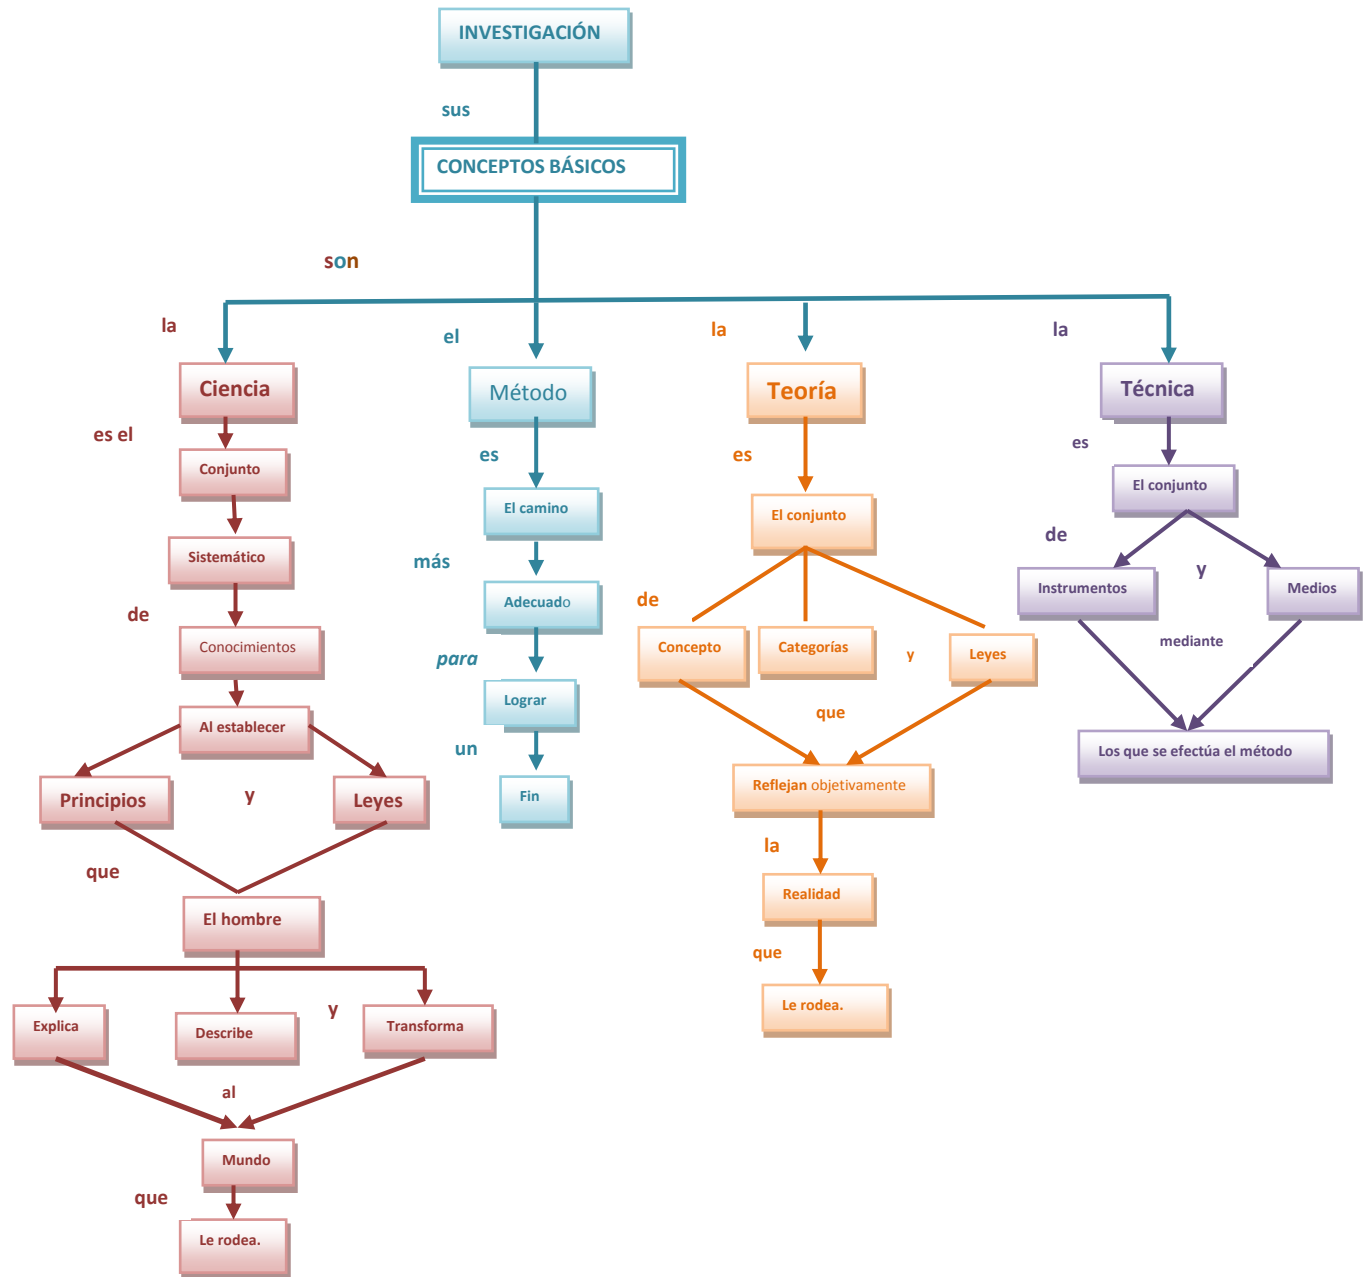 INVESTIGACIÓN
sus
CONCEPTOS BÁSICOS
son
la
Ciencia
es el
Conjunto
Sistemático
de
Conocimientos
Al establecer
Principios
y
Leyes
que
El hombre
Explica
Describe
y
Transforma
al
Mundo
que
Le rodea.
el
Método
es
El camino
más
Adecuado
para
Lograr
un
Fin
la
Teoría
es
El conjunto
de
Concepto
Categorías
y
Leyes
que
Reflejan objetivamente
la
Realidad
que
Le rodea.
la
Técnica
es
El conjunto
de
Instrumentos
y
Medios
mediante
Los que se efectúa el método